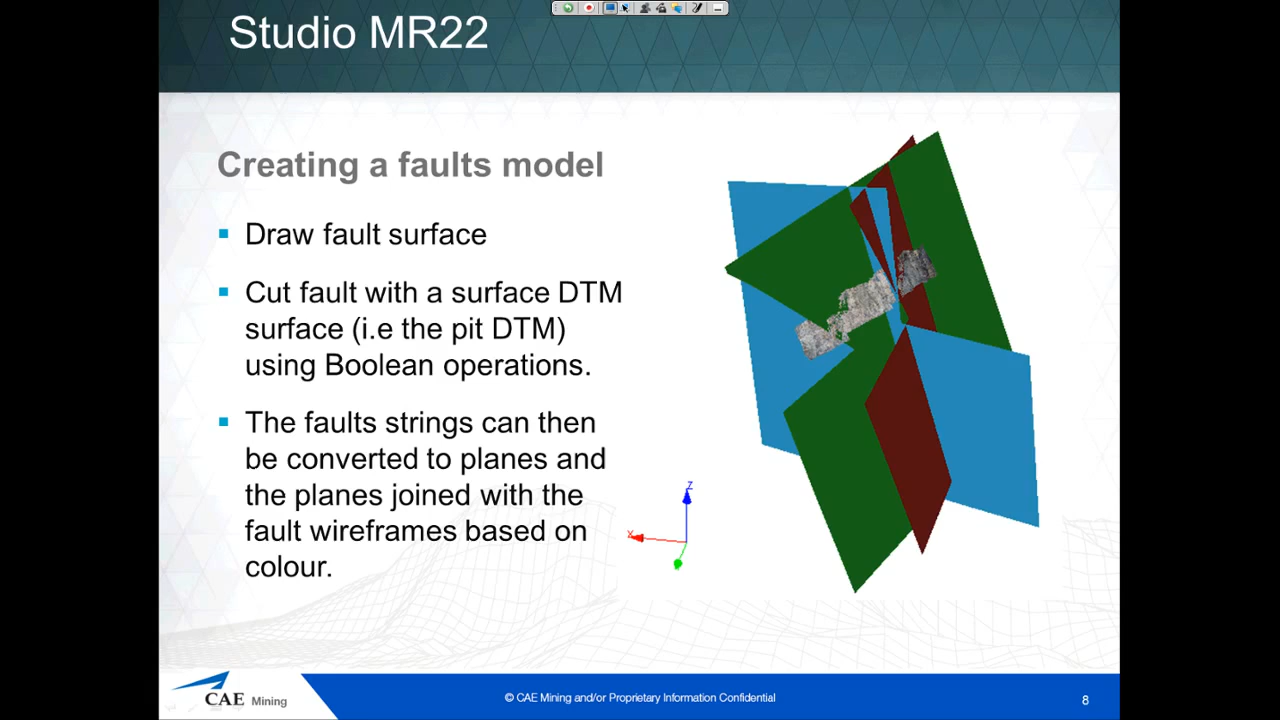 Studio MR22
Creating a faults model
Draw fault surface
Cut fault with a surface DTM
surface (i.e the pit DTM)
using Boolean operations.
The faults strings can then
be converted to planes and
the planes joined with the
fault wireframes based on
colour.
Z
X
CAE Mining
© CAE Mining and/or Proprietary Information Confidential
8